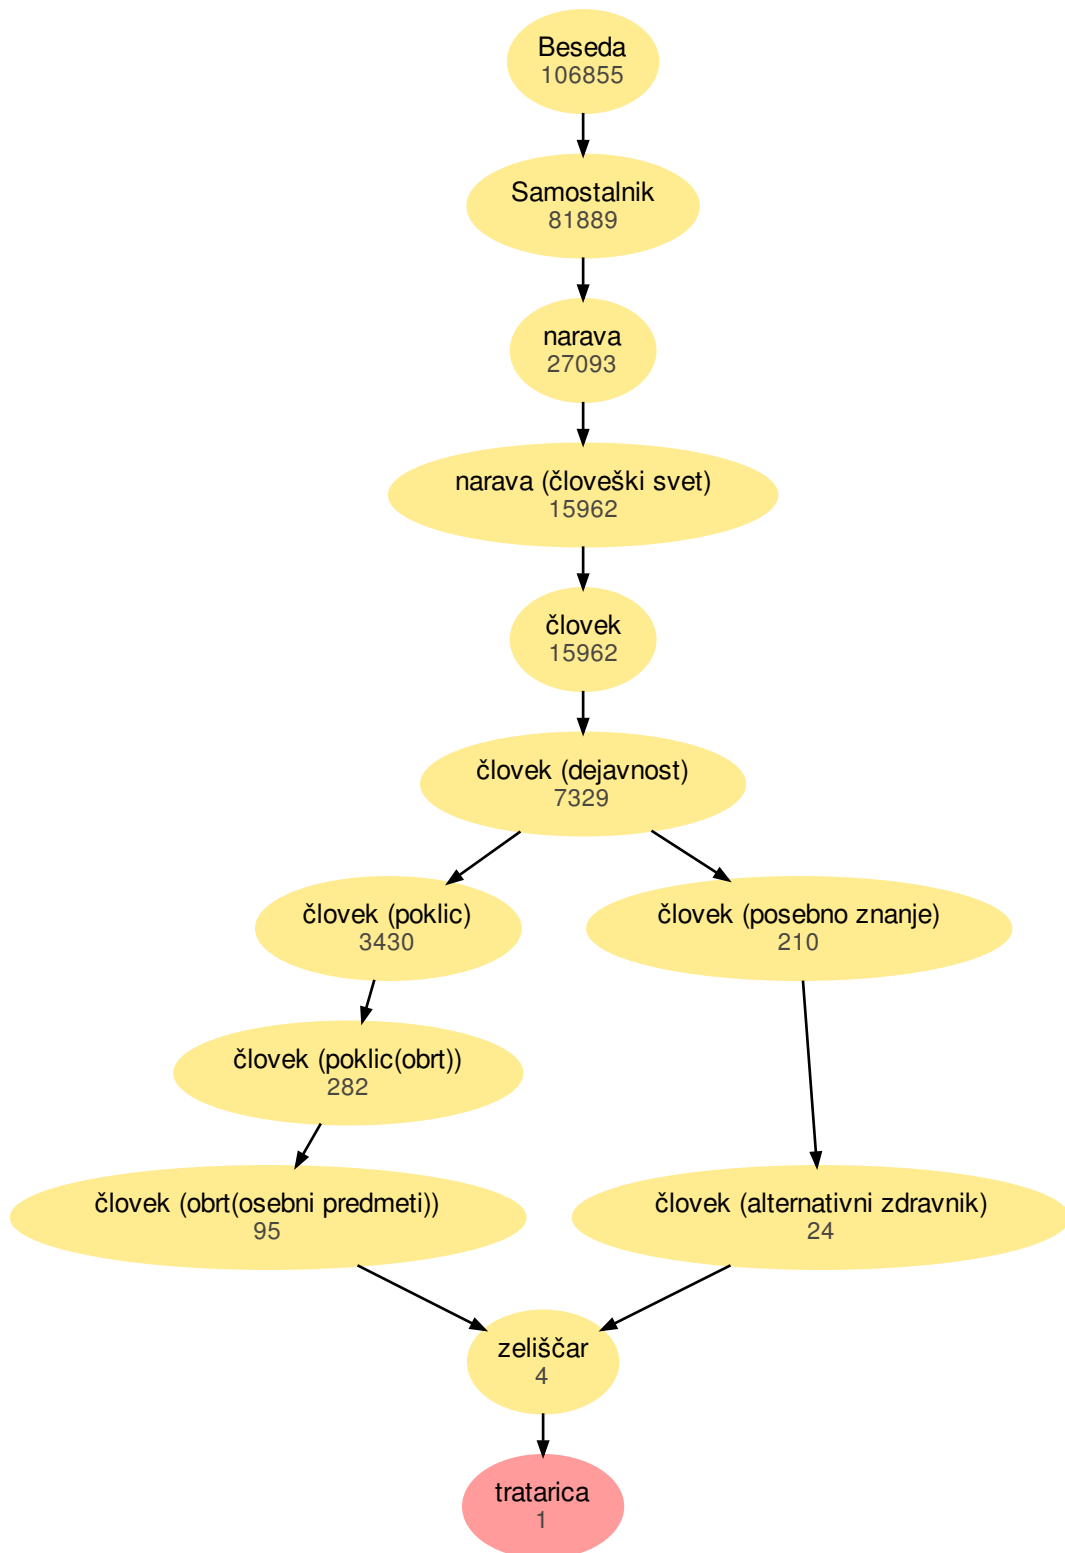 Beseda
106855
Samostalnik
81889
narava
27093
narava (človeški svet)
15962
človek
15962
človek (dejavnost)
7329
človek (poklic)
3430
človek (posebno znanje)
210
človek (poklic(obrt))
282
človek (obrt(osebni predmeti))
95
človek (alternativni zdravnik)
24
zeliščar
4
tratarica
1